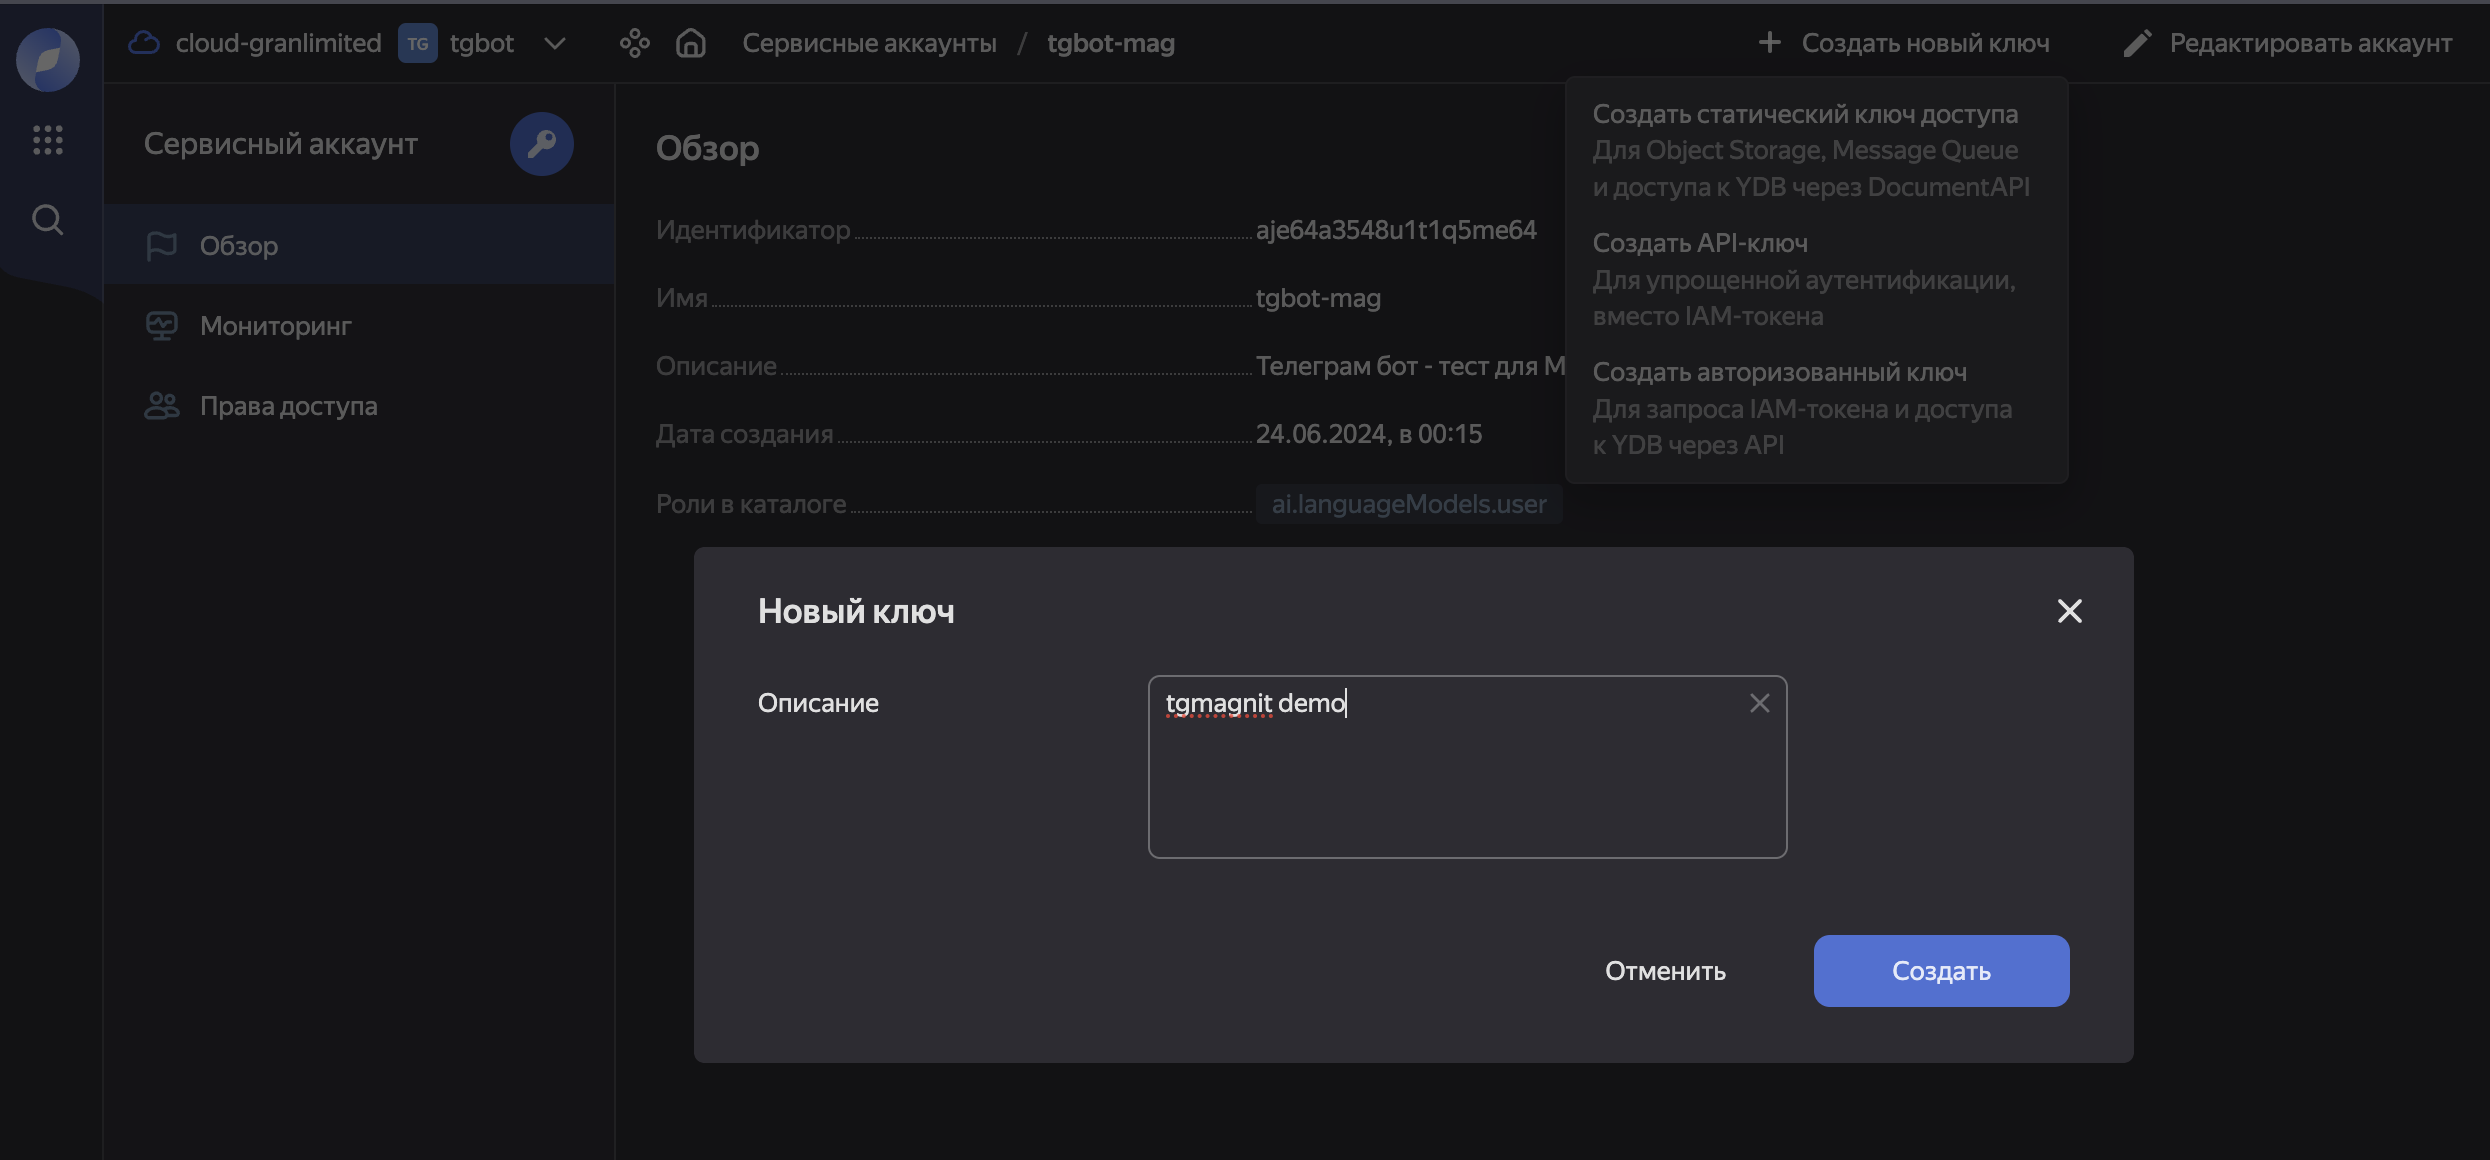 cloud-granlimited TG tgbot
Сервисные аккаунты / tgbot-mag
Создать новый ключ
Редактировать аккаунт
Сервисный аккаунт
Обзор
Мониторинг
Права доступа
Обзор
Идентификатор aje64a3548u1t1q5me64
Имя tgbot-mag
Описание Телеграм бот - тест для М
Дата создания 24.06.2024, в 00:15
Роли в каталоге ai.languageModels.user
Создать статический ключ доступа
Для Object Storage, Message Queue
и доступа к YDB через DocumentAPI
Создать API-ключ
Для упрощенной аутентификации,
вместо IAM-токена
Создать авторизованный ключ
Для запроса IAM-токена и доступа
к YDB через API
Новый ключ
Описание
tgmagnit demo
Отменить
Создать